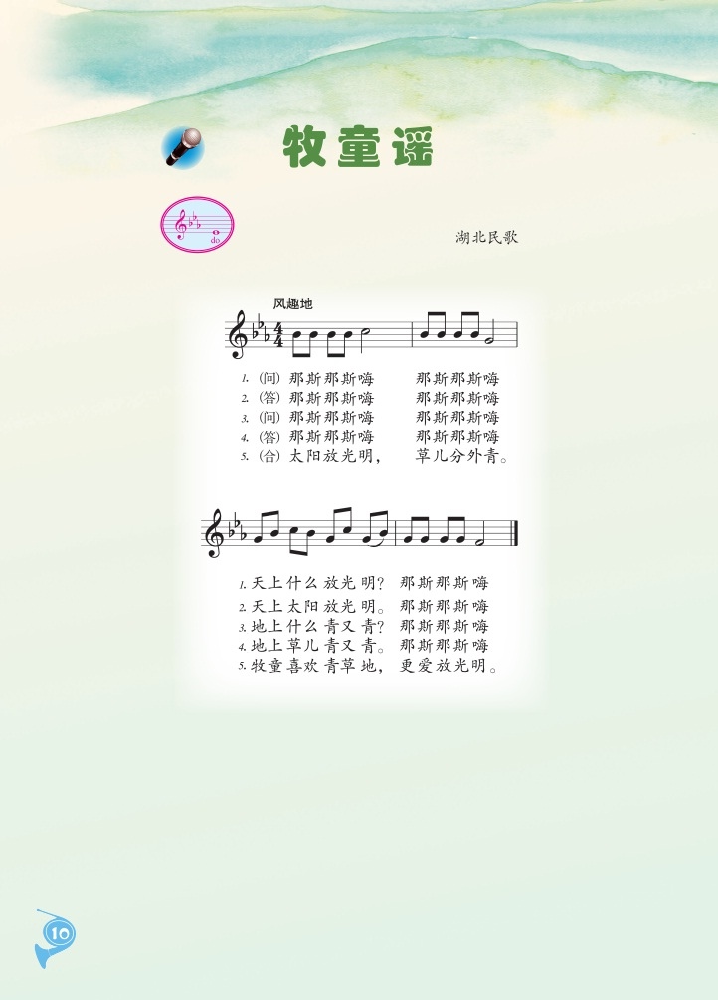 牧童谣
do
湖北民歌
风趣地
4
4
1. (问) 那斯那斯嗨 那斯那斯嗨
2. (答) 那斯那斯嗨 那斯那斯嗨
3. (问) 那斯那斯嗨 那斯那斯嗨
4. (答) 那斯那斯嗨 那斯那斯嗨
5. (合) 太阳放光明， 草儿分外青。
1. 天上什么放光明？ 那斯那斯嗨
2. 天上太阳放光明。 那斯那斯嗨
3. 地上什么青又青？ 那斯那斯嗨
4. 地上草儿青又青。 那斯那斯嗨
5. 牧童喜欢青草地， 更爱放光明。
10